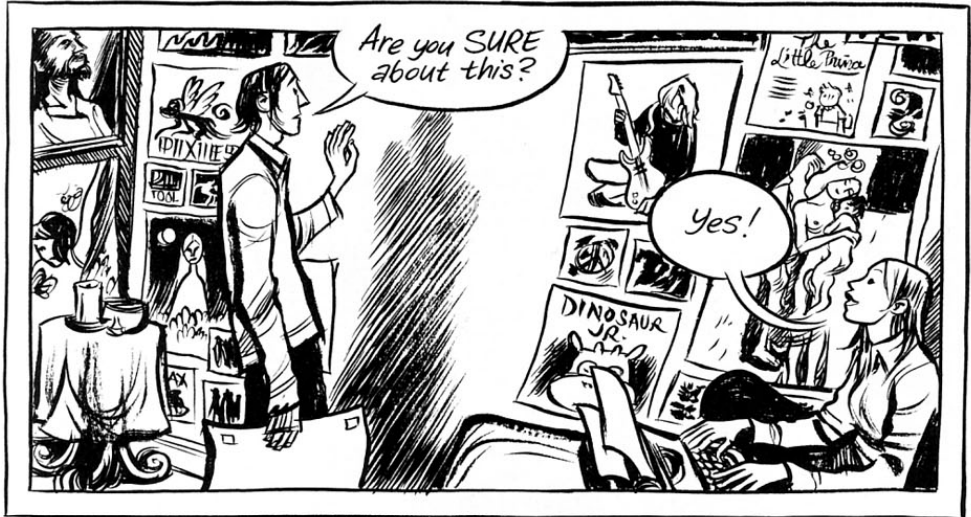 Are you SURE
about this?
The
Little Prince
TOOL
Yes!
DINOSAUR
JR.